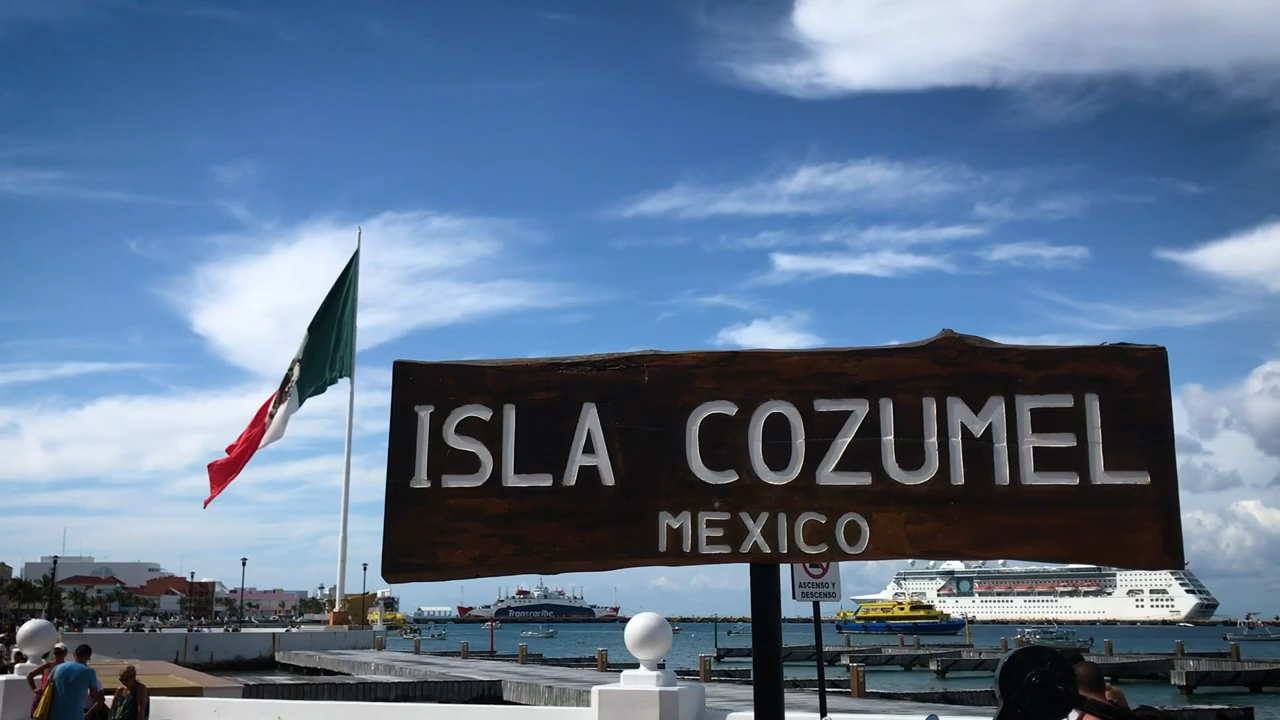 ISLA COZUMEL
MEXICO
ASCENSO Y
DESCENSO
Transcaribe